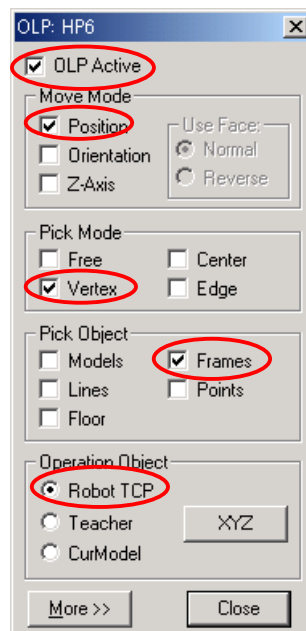 OLP: HP6
OLP Active
Move Mode
Position
Use Face:
Orientation
Normal
Z-Axis
Reverse
Pick Mode
Free
Center
Vertex
Edge
Pick Object
Models
Frames
Lines
Points
Floor
Operation Object
Robot TCP
Teacher
XYZ
CurModel
More >>
Close